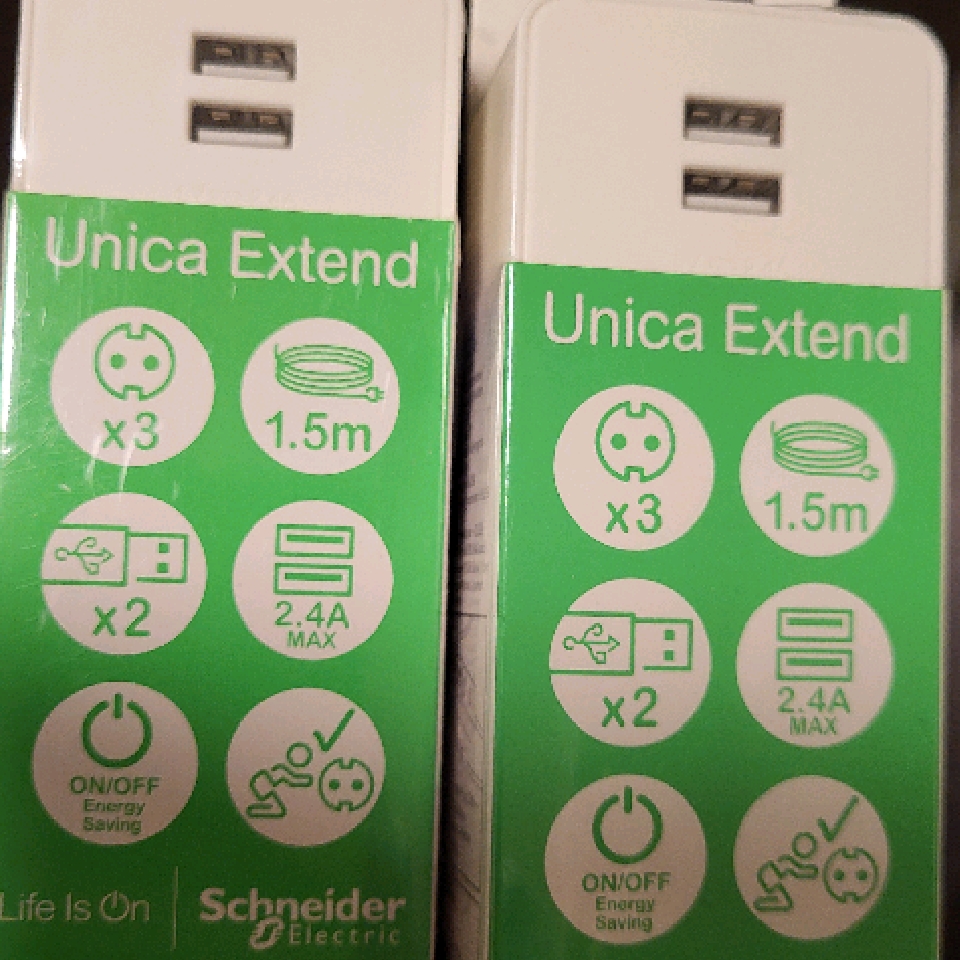 Unica Extend
x3
1.5m
x2
2.4A
MAX
ON/OFF
Energy
Saving
Life Is On
Schneider
Electric
Unica Extend
x3
1.5m
x2
2.4A
MAX
ON/OFF
Energy
Saving